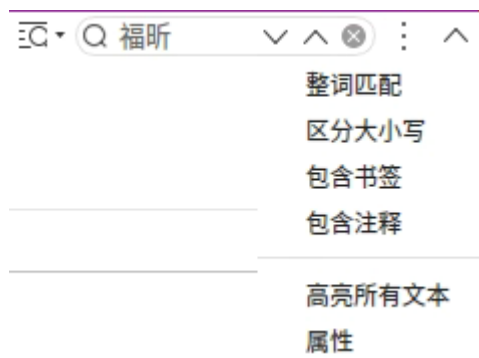 福昕
整词匹配
区分大小写
包含书签
包含注释
高亮所有文本
属性